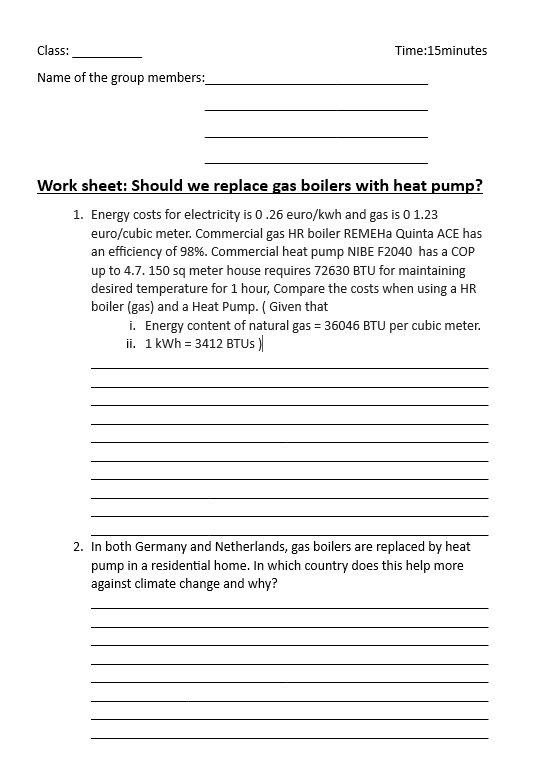 Class: __________ Time:15minutes
Name of the group members:________________________________
________________________________
________________________________
________________________________
Work sheet: Should we replace gas boilers with heat pump?
1. Energy costs for electricity is 0 .26 euro/kwh and gas is 0 1.23
euro/cubic meter. Commercial gas HR boiler REMEHa Quinta ACE has
an efficiency of 98%. Commercial heat pump NIBE F2040 has a COP
up to 4.7. 150 sq meter house requires 72630 BTU for maintaining
desired temperature for 1 hour, Compare the costs when using a HR
boiler (gas) and a Heat Pump. ( Given that
i. Energy content of natural gas = 36046 BTU per cubic meter.
ii. 1 kWh = 3412 BTUs )
2. In both Germany and Netherlands, gas boilers are replaced by heat
pump in a residential home. In which country does this help more
against climate change and why?